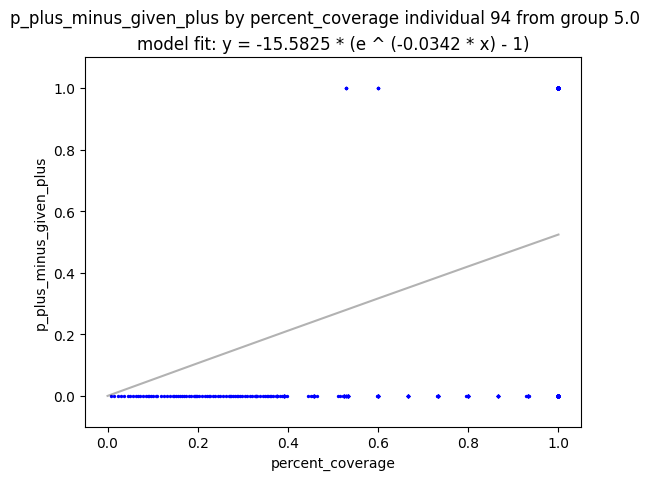 p_plus_minus_given_plus by percent_coverage individual 94 from group 5.0
model fit: y = -15.5825 * (e ^ (-0.0342 * x) - 1)
1.0
0.8
0.6
0.4
0.2
0.0
p_plus_minus_given_plus
0.0 0.2 0.4 0.6 0.8 1.0
percent_coverage